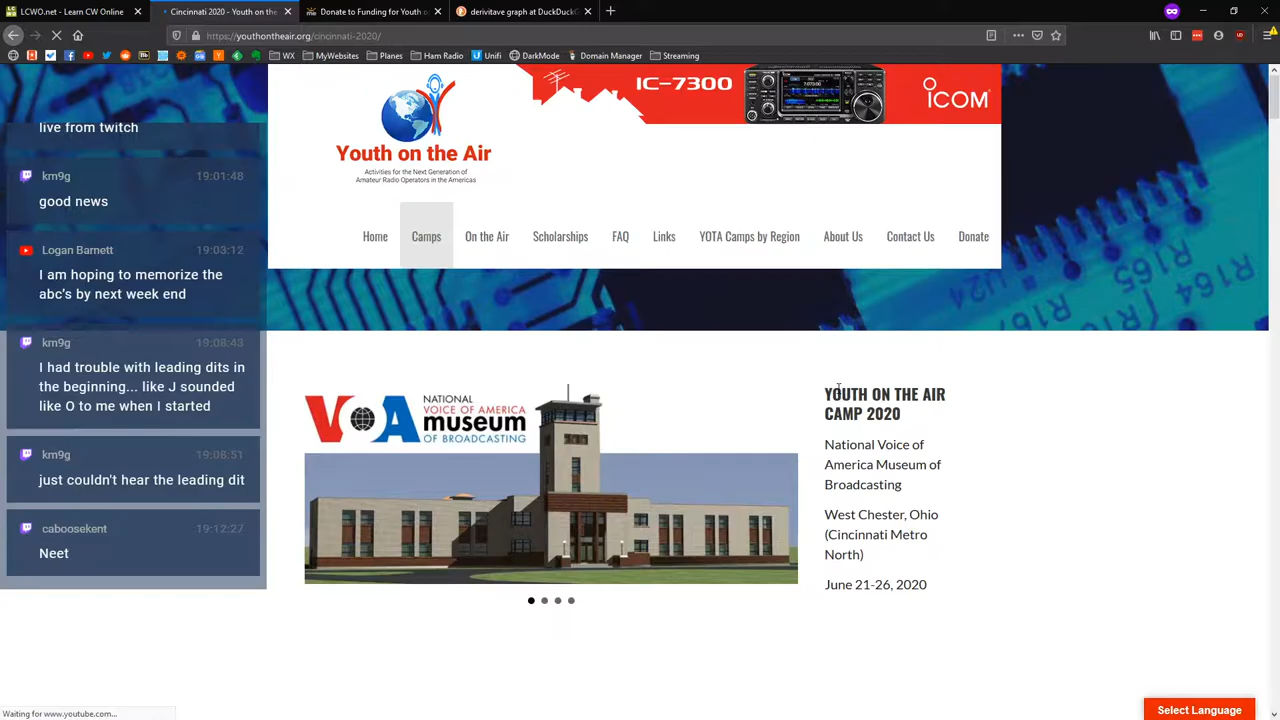 LCWO.net - Learn CW Online
Cincinnati 2020 - Youth on the
Donate to Funding for Youth o
derivitave graph at DuckDuckG
https://youthontheair.org/cincinnati-2020/
WX
MyWebsites
Planes
Ham Radio
Unifi
DarkMode
Domain Manager
Streaming
live from twitch
km9g 19:01:48
good news
Logan Barnett 19:03:12
I am hoping to memorize the
abc's by next week end
km9g 19:08:43
I had trouble with leading dits in
the beginning... like J sounded
like O to me when I stared
km9g 19:08:51
just couldn't hear the leading dit
caboosekent 19:12:27
Neet
IC-7300
ICOM
Youth on the Air
Activities for the Next Generation of
Amateur Radio Operators in the Americas
Home Camps On the Air Scholarships FAQ Links YOTA Camps by Region About Us Contact Us Donate
U24
R165
R164
VOA
NATIONAL
VOICE OF AMERICA
museum
OF BROADCASTING
YOUTH ON THE AIR
CAMP 2020
National Voice of
America Museum of
Broadcasting
West Chester, Ohio
(Cincinnati Metro
North)
June 21-26, 2020
Waiting for www.youtube.com...
Select Language